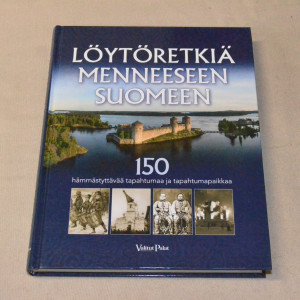 LÖYTÖRETKIÄ
MENNEESEEN
SUOMEEN
150
hämmästyttävää tapahtumaa ja tapahtumapaikkaa
Valitut Palat